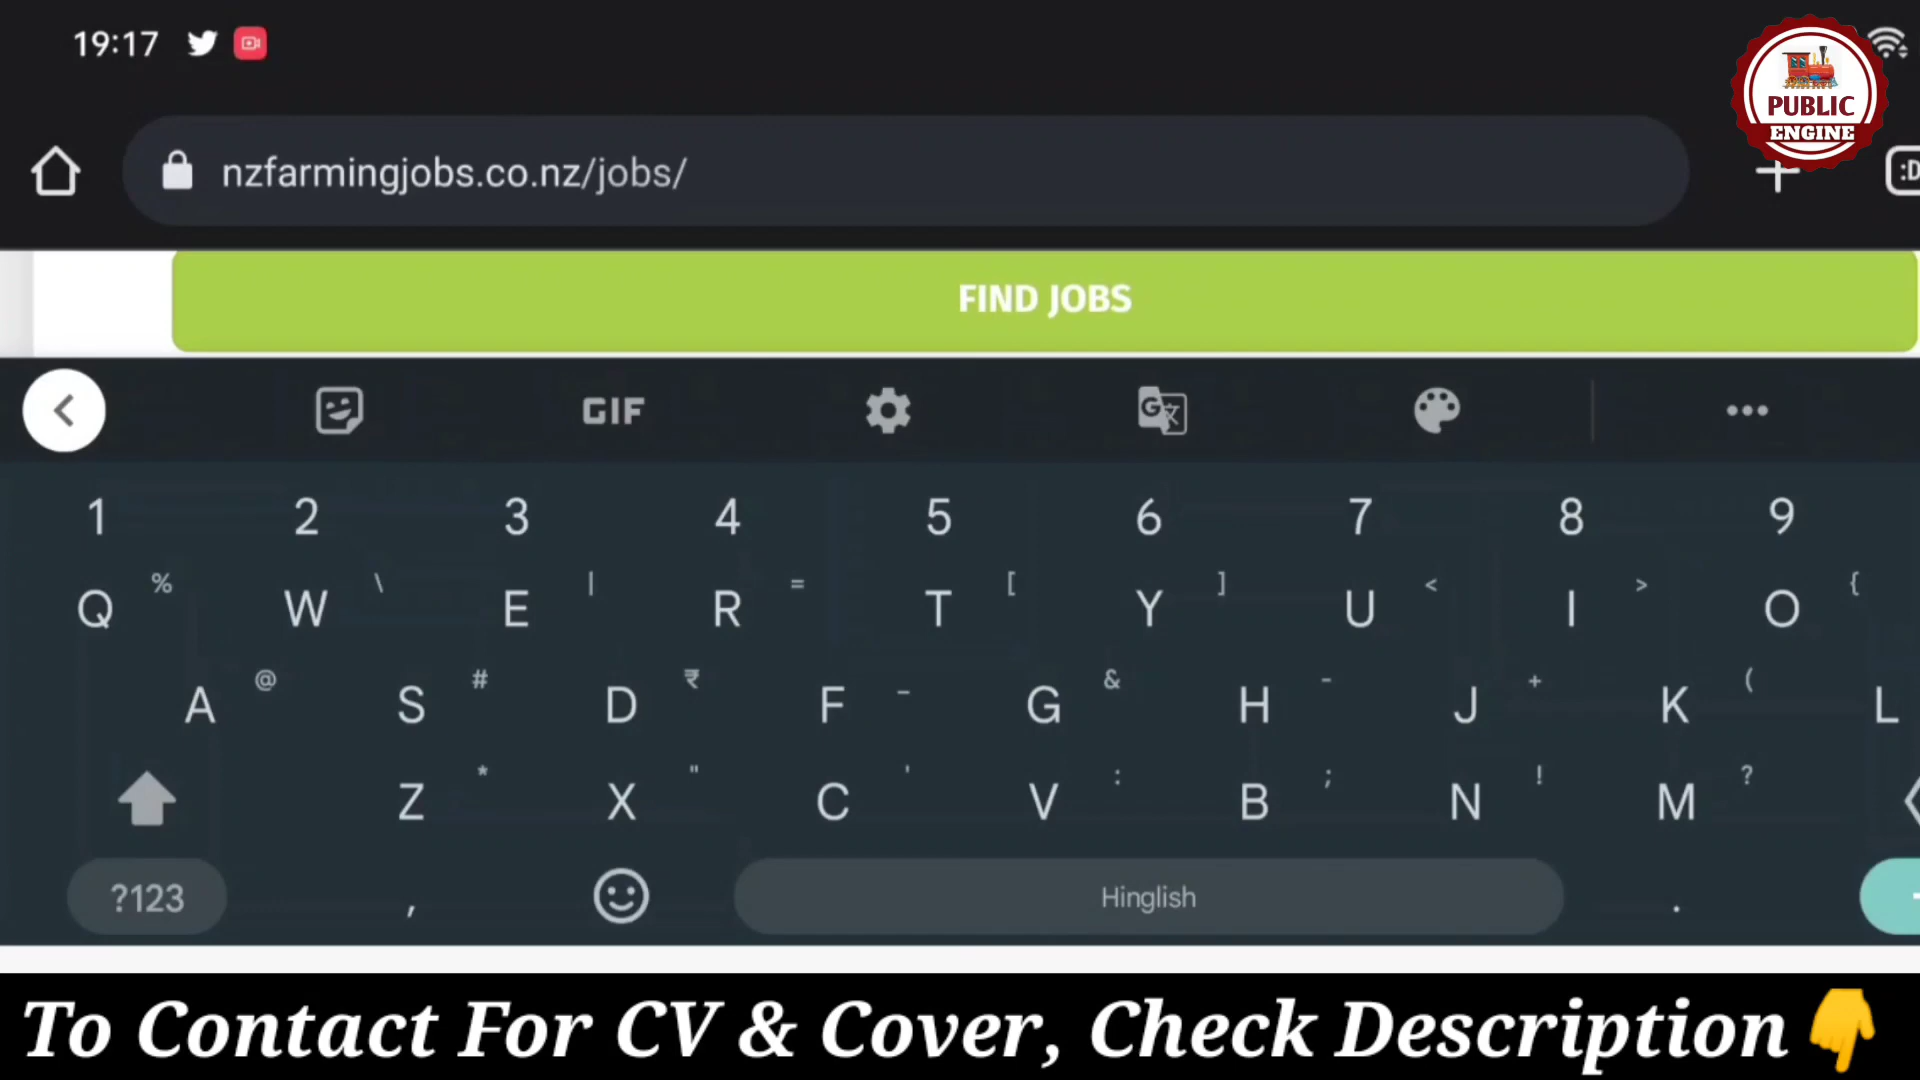 19:17
PUBLIC
ENGINE
nzfarmingjobs.co.nz/jobs/
:D
FIND JOBS
GIF
1 2 3 4 5 6 7 8 9
% \ | = [ ] < > {
Q W E R T Y U I O
@ # ₹ _ & - + (
A S D F G H J K L
* " ' : ; ! ?
Z X C V B N M
?123 , Hinglish .
To Contact For CV & Cover, Check Description👇